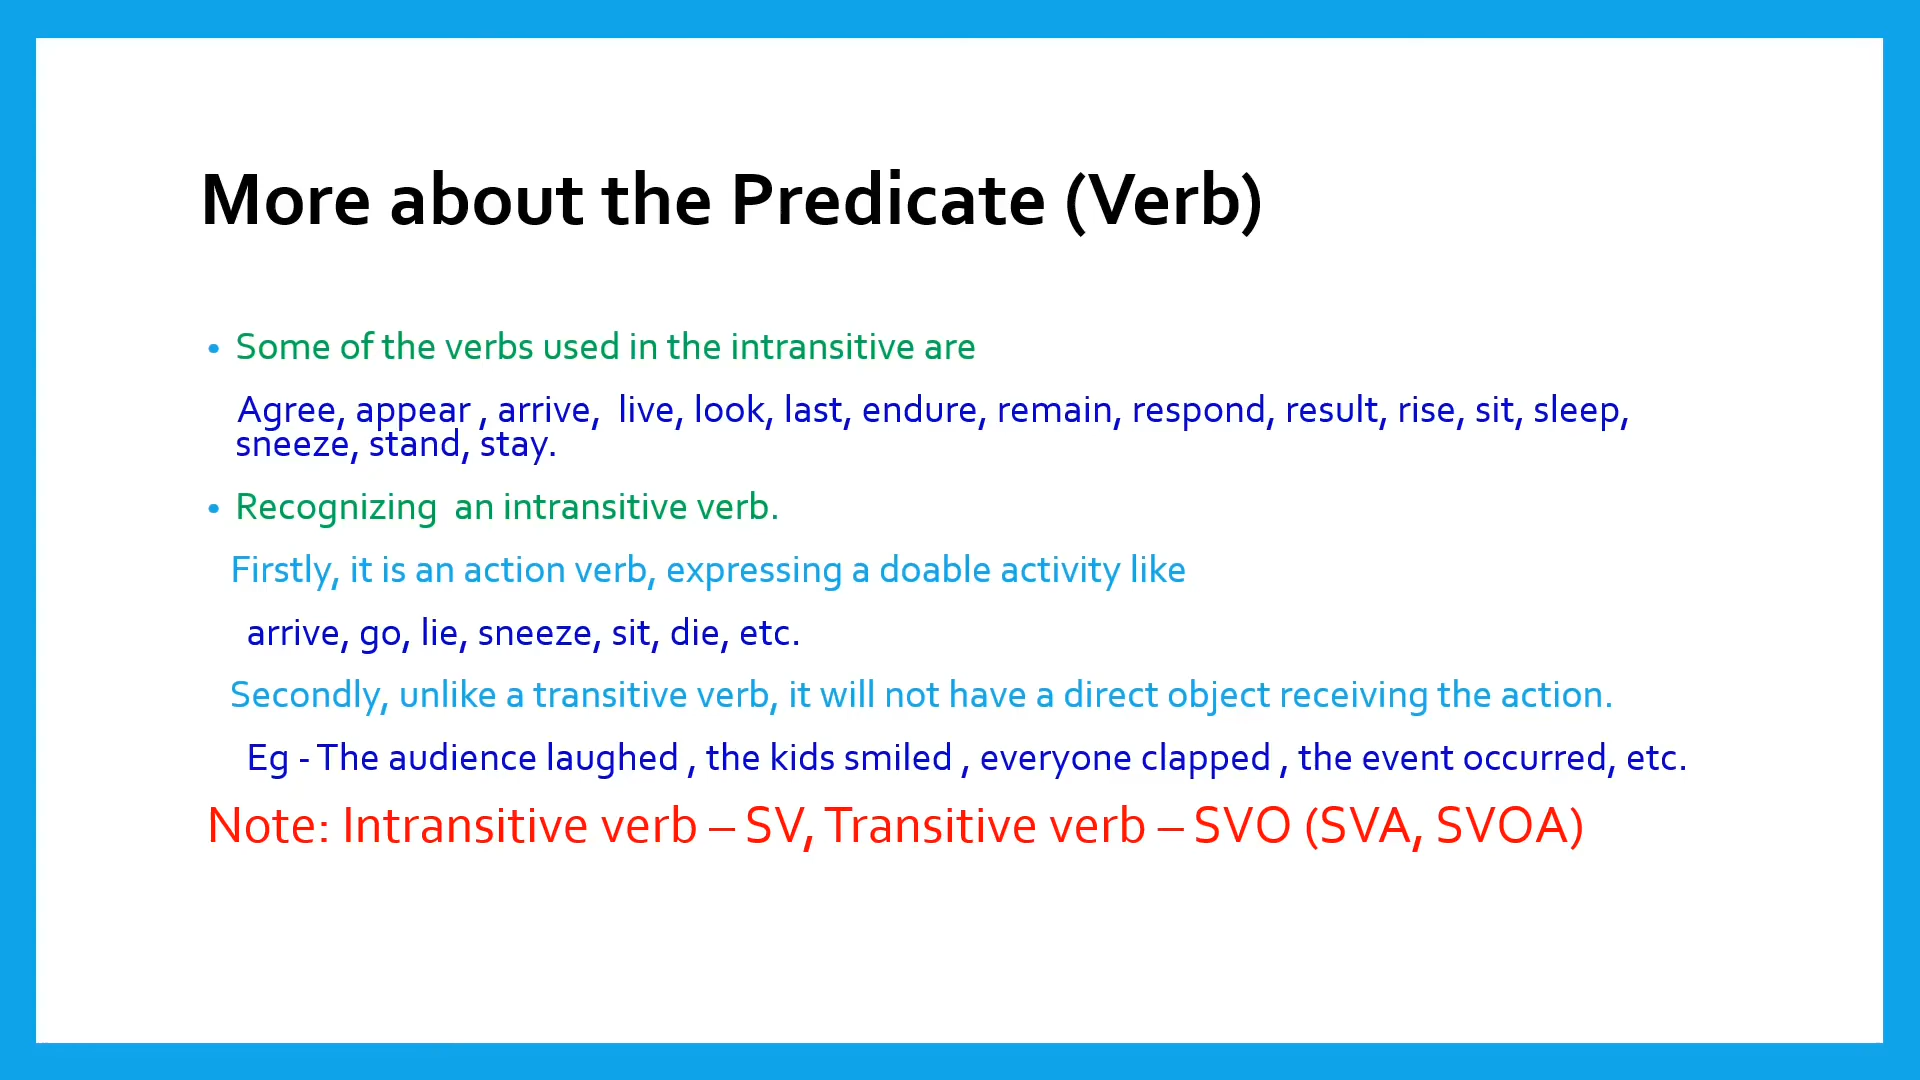 More about the Predicate (Verb)
• Some of the verbs used in the intransitive are
Agree, appear , arrive,  live, look, last, endure, remain, respond, result, rise, sit, sleep,
sneeze, stand, stay.
• Recognizing  an intransitive verb.
Firstly, it is an action verb, expressing a doable activity like
arrive, go, lie, sneeze, sit, die, etc.
Secondly, unlike a transitive verb, it will not have a direct object receiving the action.
Eg - The audience laughed , the kids smiled , everyone clapped , the event occurred, etc.
Note: Intransitive verb – SV, Transitive verb – SVO (SVA, SVOA)